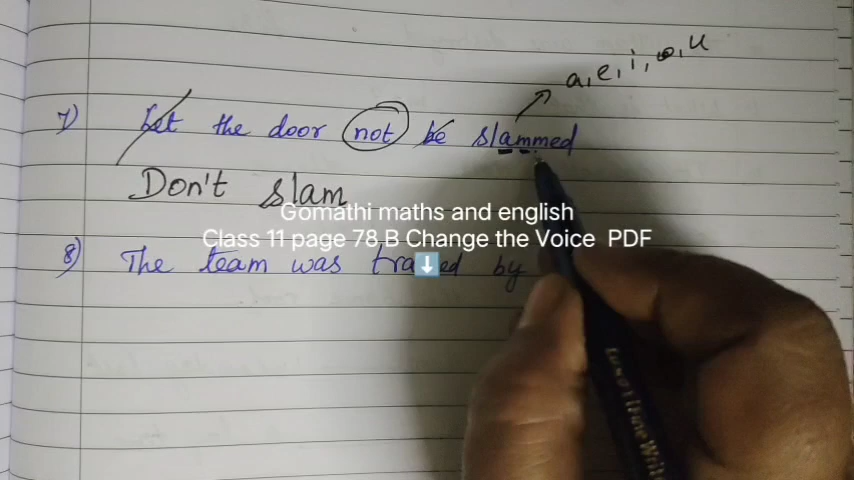 a, e, i, o, u
7) Let the door not be slammed
Don't slam
Gomathi maths and english
Class 11 page 78,B Change the Voice PDF
8) The team was tra⬇️ed by